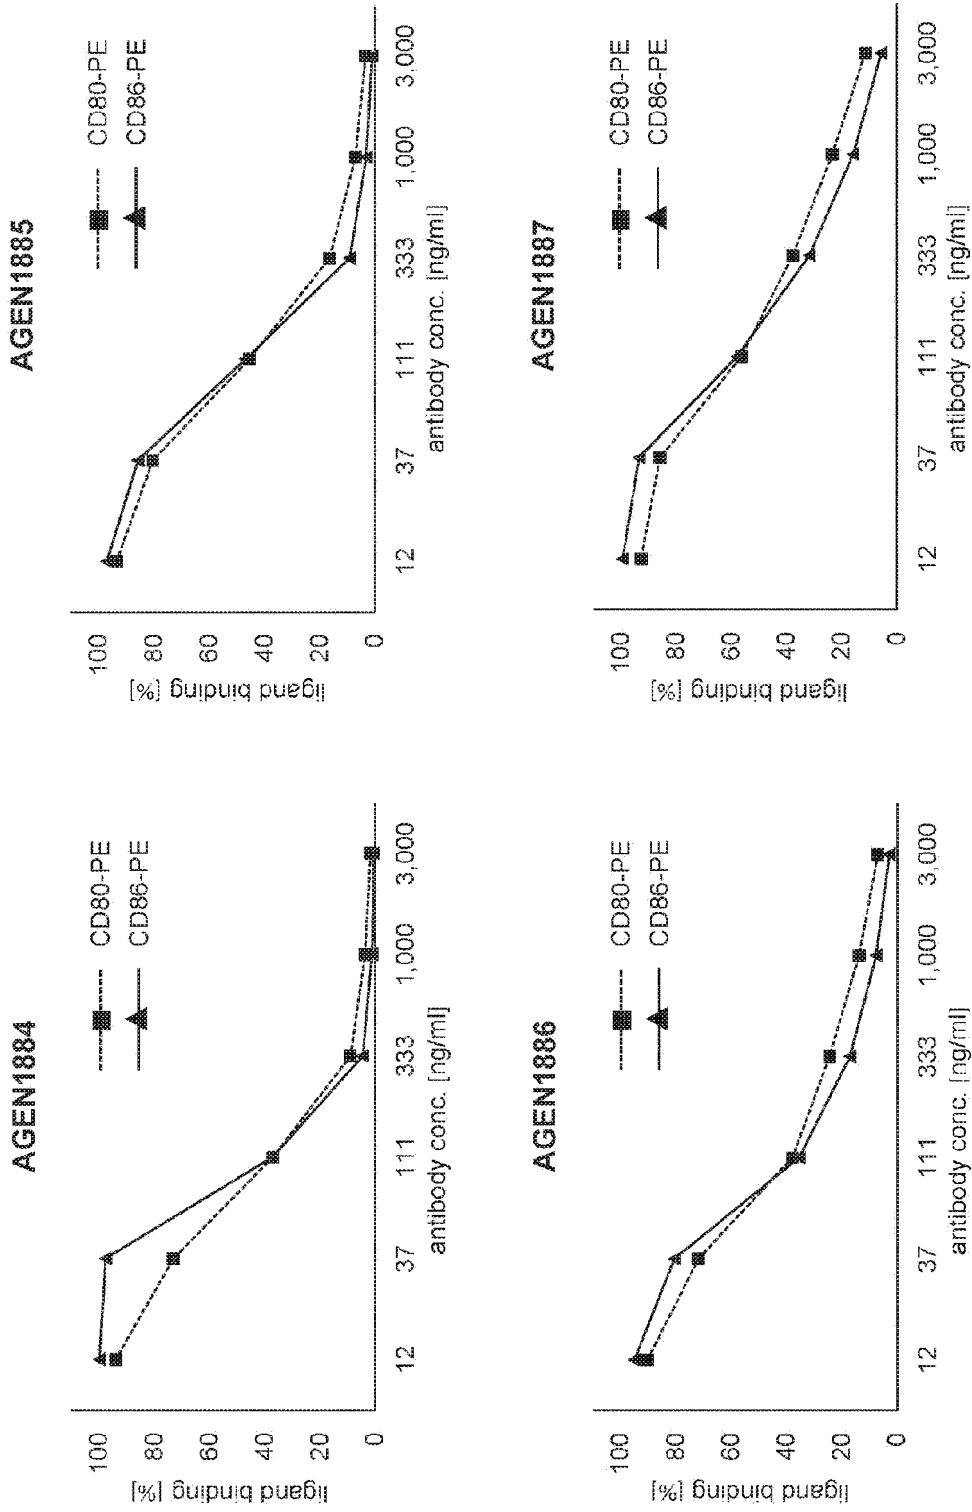 AGEN1884
CD80-PE
CD86-PE
ligand binding [%]
100
80
60
40
20
0
12
37
111
333
1,000
3,000
antibody conc. [ng/ml]
AGEN1885
CD80-PE
CD86-PE
ligand binding [%]
100
80
60
40
20
0
12
37
111
333
1,000
3,000
antibody conc. [ng/ml]
AGEN1886
CD80-PE
CD86-PE
ligand binding [%]
100
80
60
40
20
0
12
37
111
333
1,000
3,000
antibody conc. [ng/ml]
AGEN1887
CD80-PE
CD86-PE
ligand binding [%]
100
80
60
40
20
0
12
37
111
333
1,000
3,000
antibody conc. [ng/ml]